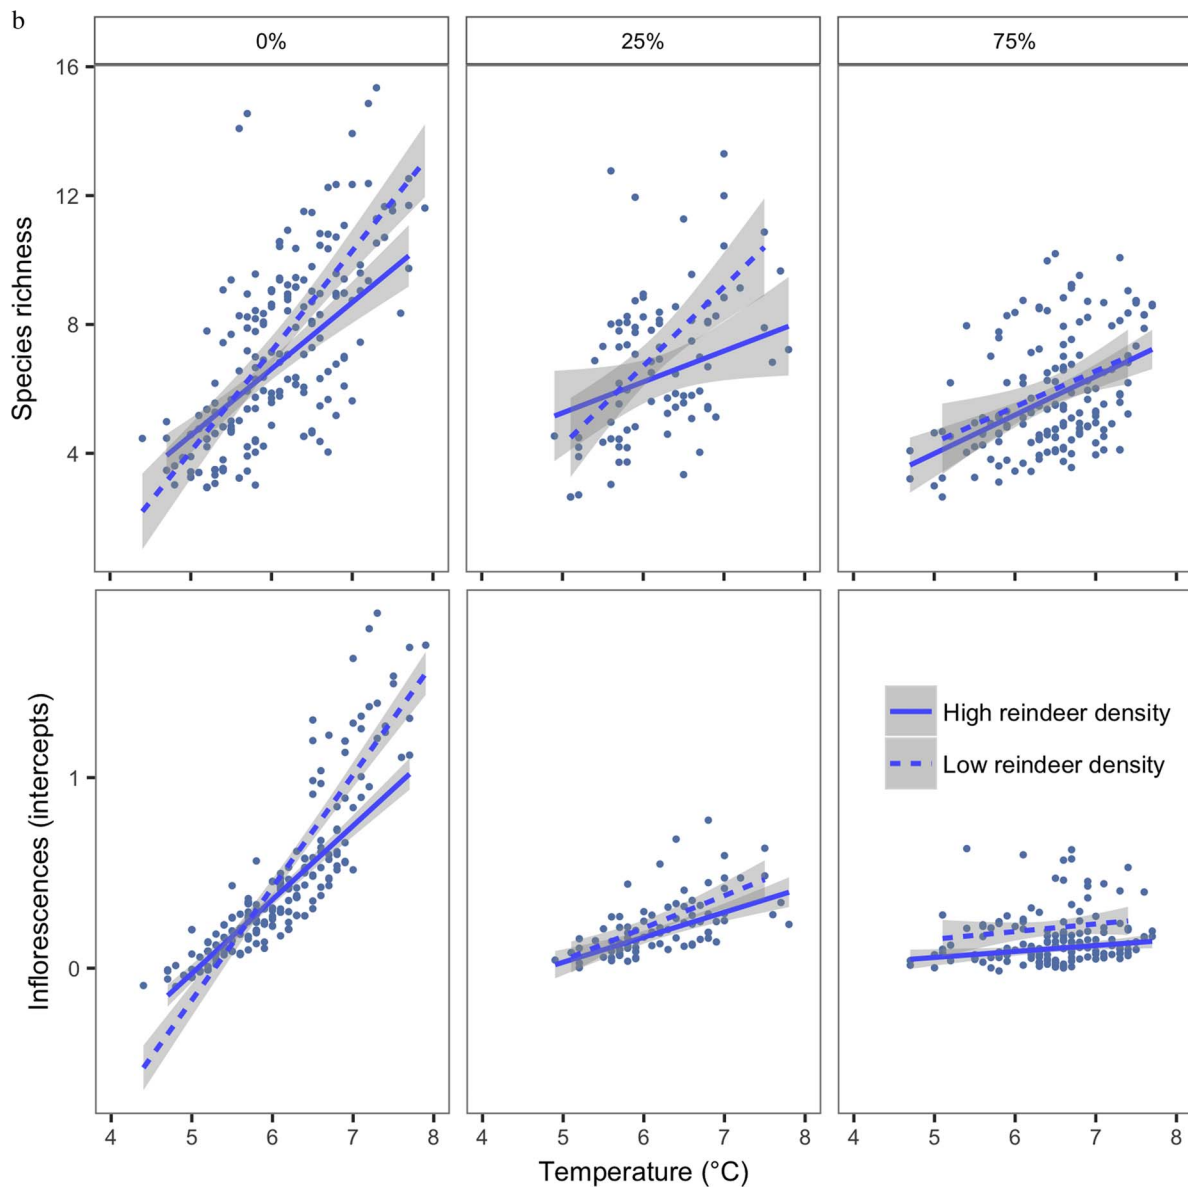 b
0% 25% 75%
Species richness
16
12
8
4
Inflorescences (intercepts)
1
0
High reindeer density
Low reindeer density
4 5 6 7 8 4 5 6 7 8 4 5 6 7 8
Temperature (°C)